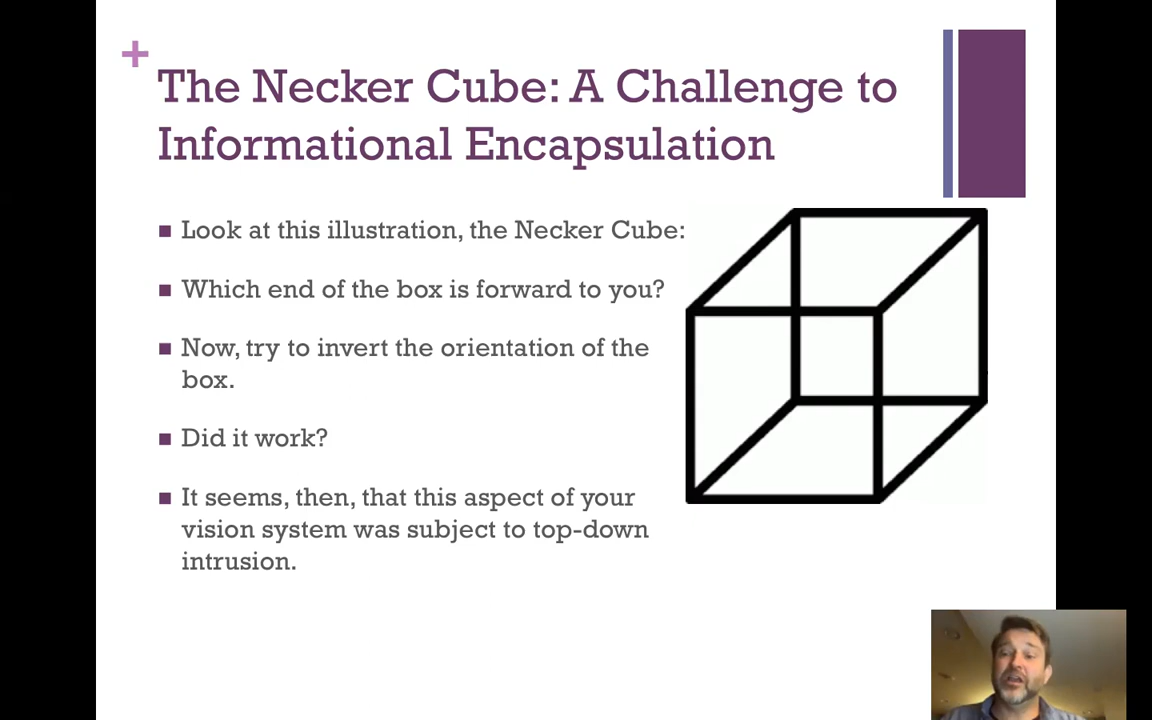 +
The Necker Cube: A Challenge to
Informational Encapsulation
Look at this illustration, the Necker Cube:
Which end of the box is forward to you?
Now, try to invert the orientation of the
box.
Did it work?
It seems, then, that this aspect of your
vision system was subject to top-down
intrusion.